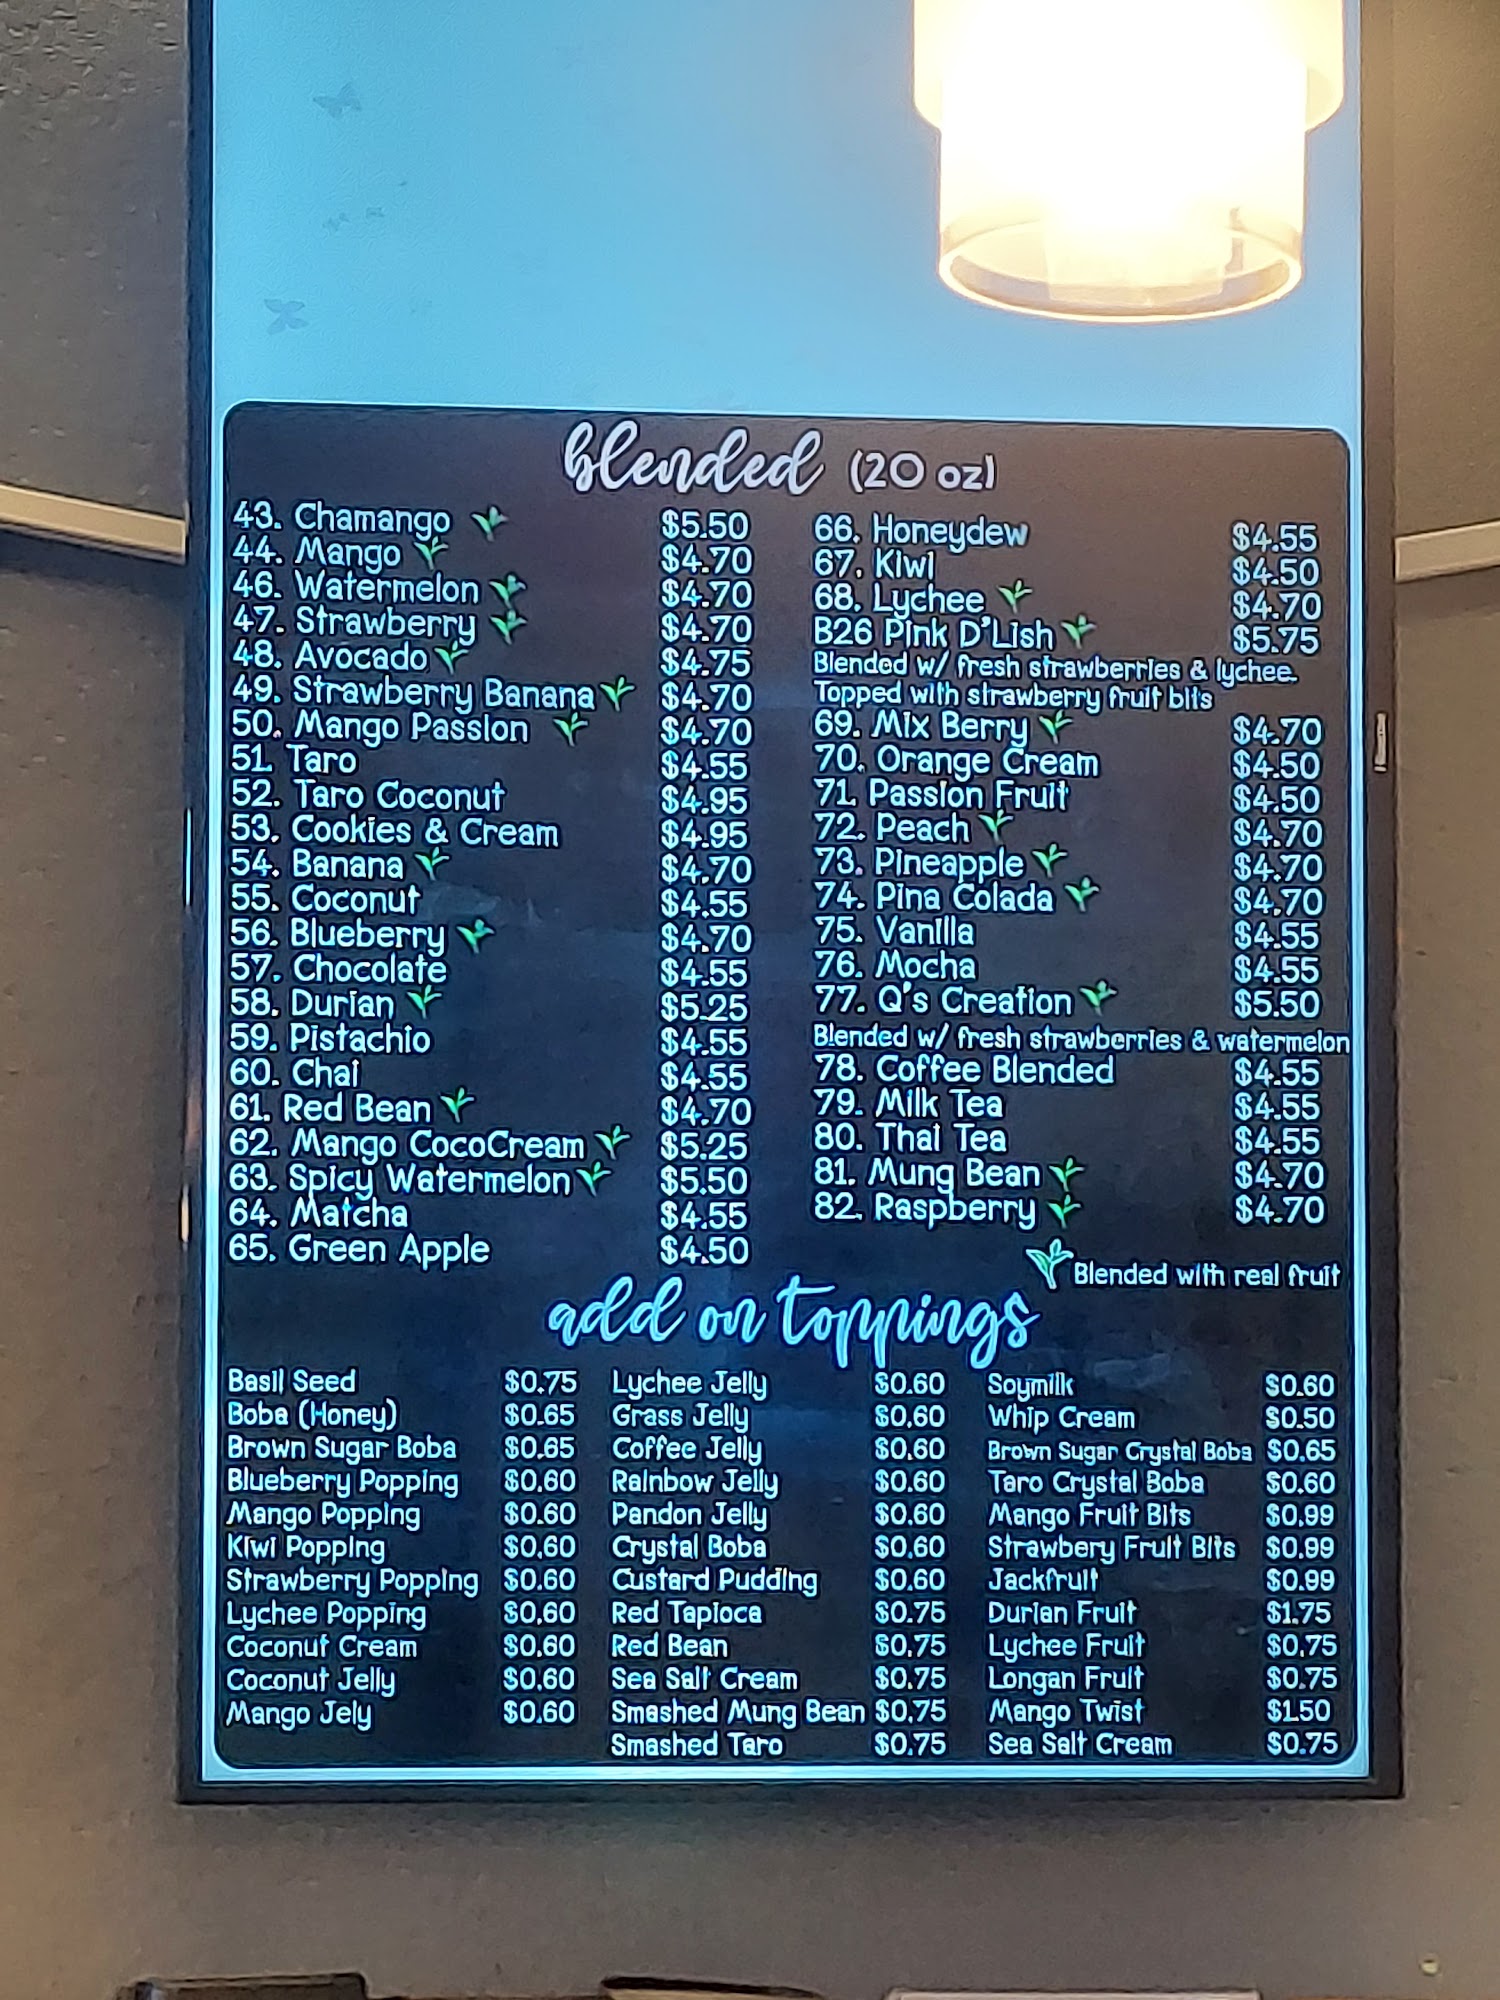 blended (20 oz)
43. Chamango $5.50
44. Mango $4.70
46. Watermelon $4.70
47. Strawberry $4.70
48. Avocado $4.75
49. Strawberry Banana $4.70
50. Mango Passion $4.70
51. Taro $4.55
52. Taro Coconut $4.95
53. Cookies & Cream $4.95
54. Banana $4.70
55. Coconut $4.55
56. Blueberry $4.70
57. Chocolate $4.55
58. Durian $5.25
59. Pistachio $4.55
60. Chai $4.55
61. Red Bean $4.70
62. Mango CocoCream $5.25
63. Spicy Watermelon $5.50
64. Matcha $4.55
65. Green Apple $4.50
66. Honeydew $4.55
67. Kiwi $4.50
68. Lychee $4.70
B26 Pink D'Lish $5.75
Blended w/ fresh strawberries & lychee.
Topped with strawberry fruit bits
69. Mix Berry $4.70
70. Orange Cream $4.50
71. Passion Fruit $4.50
72. Peach $4.70
73. Pineapple $4.70
74. Pina Colada $4.70
75. Vanilla $4.55
76. Mocha $4.55
77. Q's Creation $5.50
Blended w/ fresh strawberries & watermelon
78. Coffee Blended $4.55
79. Milk Tea $4.55
80. Thai Tea $4.55
81. Mung Bean $4.70
82. Raspberry $4.70
Blended with real fruit
add on toppings
Basil Seed $0.75
Boba (Honey) $0.65
Brown Sugar Boba $0.65
Blueberry Popping $0.60
Mango Popping $0.60
Kiwi Popping $0.60
Strawberry Popping $0.60
Lychee Popping $0.60
Coconut Cream $0.60
Coconut Jelly $0.60
Mango Jely $0.60
Lychee Jelly $0.60
Grass Jelly $0.60
Coffee Jelly $0.60
Rainbow Jelly $0.60
Pandon Jelly $0.60
Crystal Boba $0.60
Custard Pudding $0.60
Red Tapioca $0.75
Red Bean $0.75
Sea Salt Cream $0.75
Smashed Mung Bean $0.75
Smashed Taro $0.75
Soymilk $0.60
Whip Cream $0.50
Brown Sugar Crystal Boba $0.65
Taro Crystal Boba $0.60
Mango Fruit Bits $0.99
Strawbery Fruit Bits $0.99
Jackfruit $0.99
Durian Fruit $1.75
Lychee Fruit $0.75
Longan Fruit $0.75
Mango Twist $1.50
Sea Salt Cream $0.75